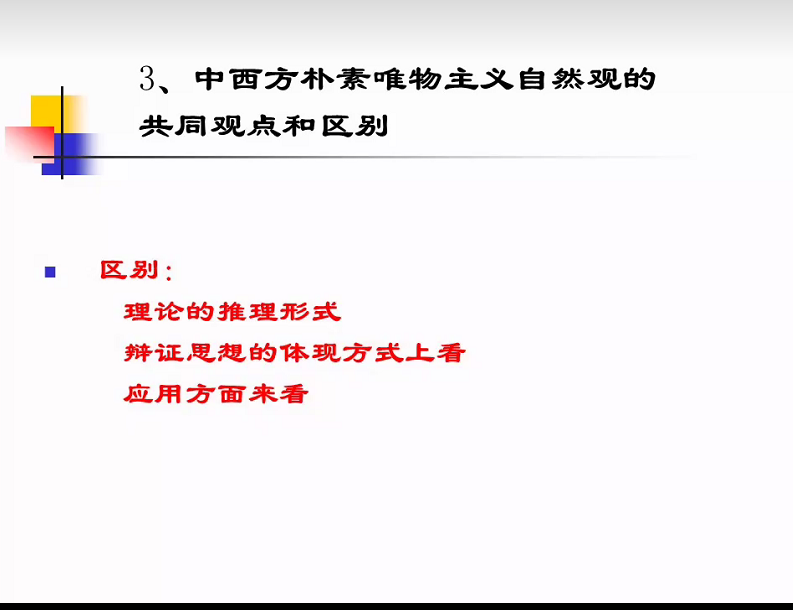 3、中西方朴素唯物主义自然观的
共同观点和区别
区别：
理论的推理形式
辩证思想的体现方式上看
应用方面来看